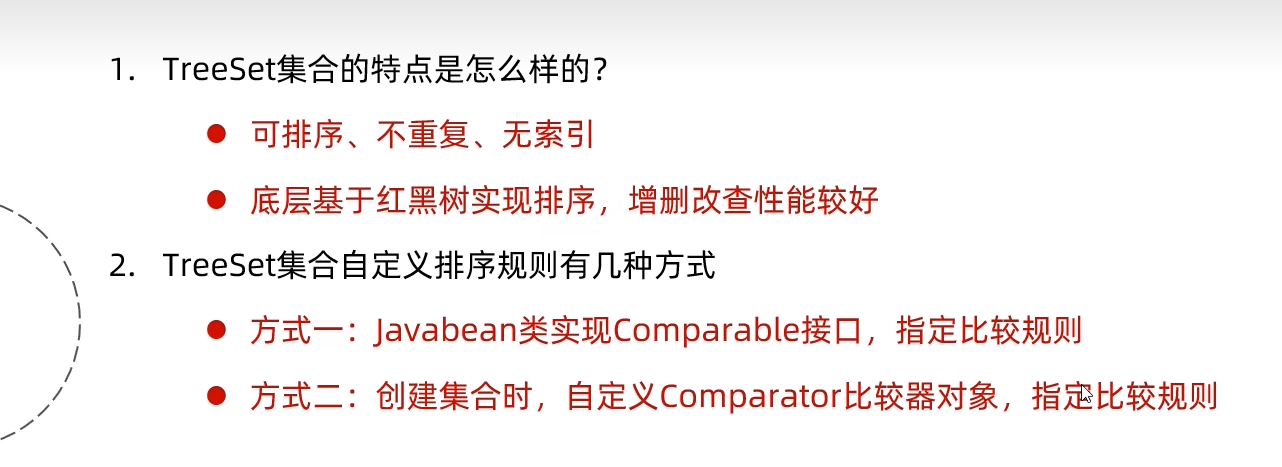 1. TreeSet集合的特点是怎么样的？
● 可排序、不重复、无索引
● 底层基于红黑树实现排序，增删改查性能较好
2. TreeSet集合自定义排序规则有几种方式
● 方式一：Javabean类实现Comparable接口，指定比较规则
● 方式二：创建集合时，自定义Comparator比较器对象，指定比较规则